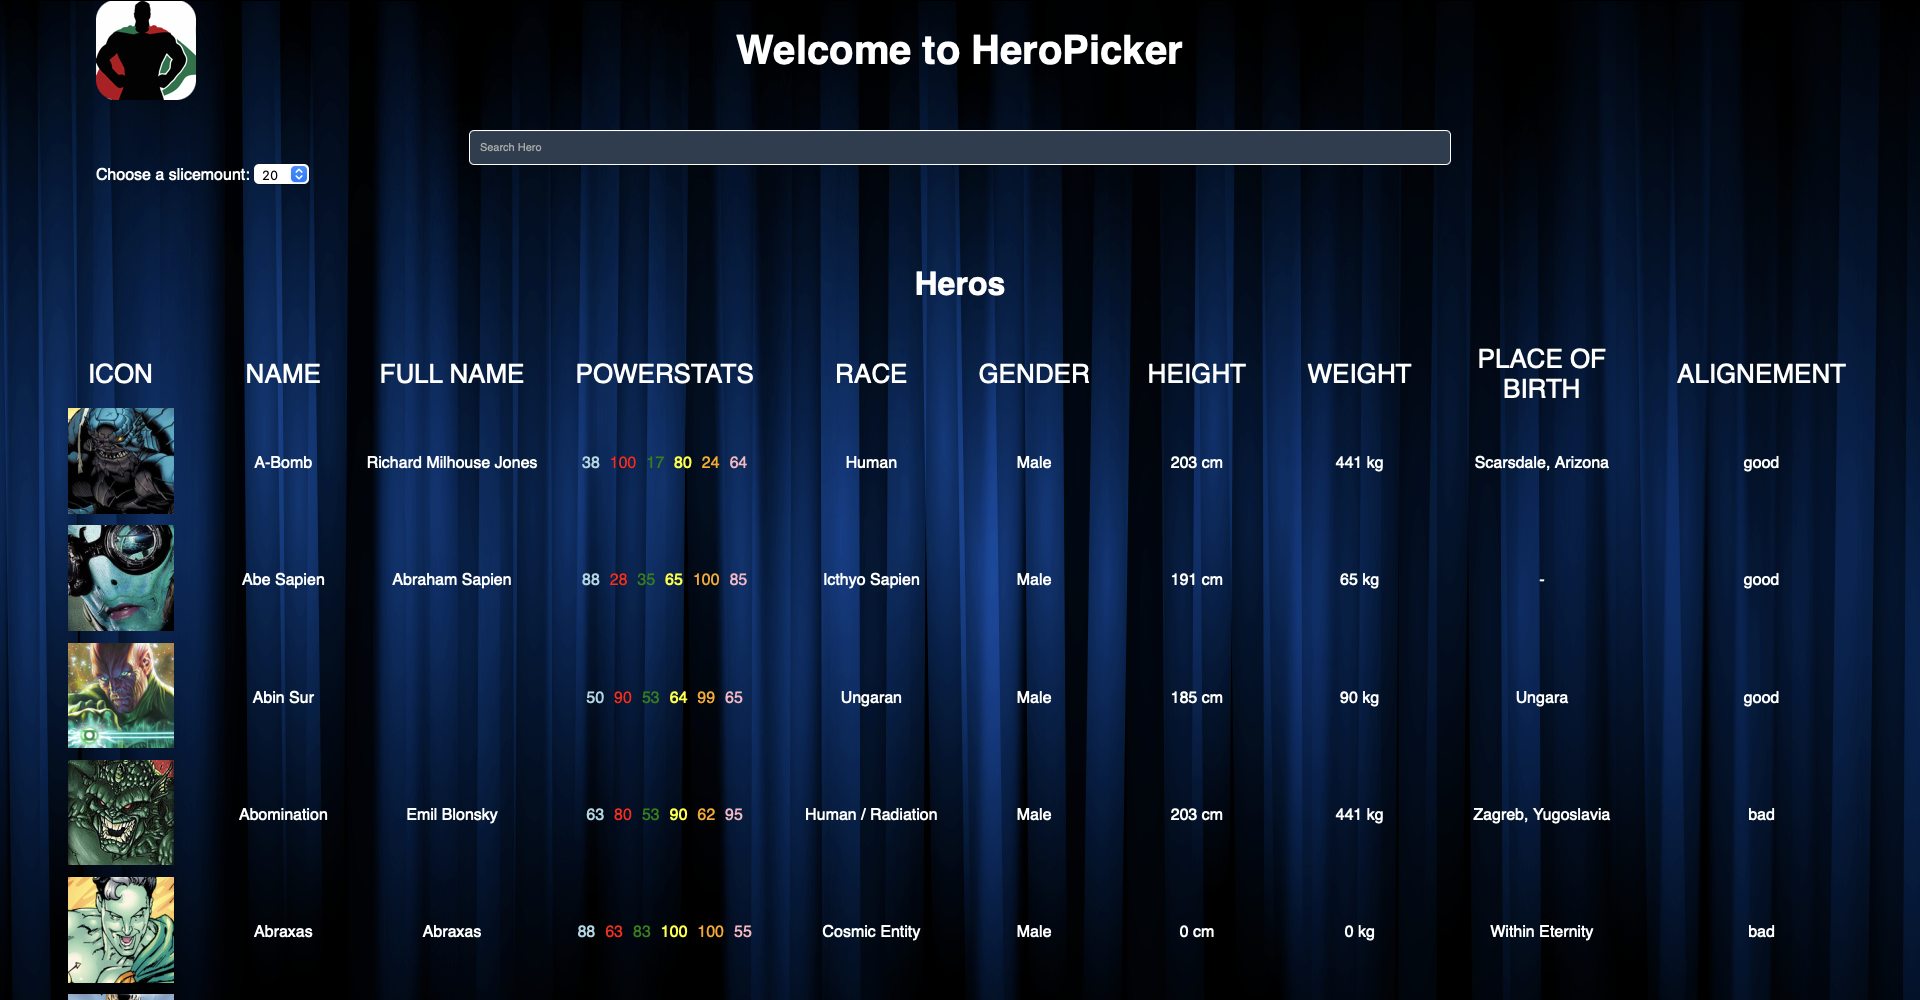 Welcome to HeroPicker
Search Hero
Choose a slicemount: 20
Heros
ICON NAME FULL NAME POWERSTATS RACE GENDER HEIGHT WEIGHT PLACE OF BIRTH ALIGNEMENT
A-Bomb Richard Milhouse Jones 38 100 17 80 24 64 Human Male 203 cm 441 kg Scarsdale, Arizona good
Abe Sapien Abraham Sapien 88 28 35 65 100 85 Icthyo Sapien Male 191 cm 65 kg - good
Abin Sur 50 90 53 64 99 65 Ungaran Male 185 cm 90 kg Ungara good
Abomination Emil Blonsky 63 80 53 90 62 95 Human / Radiation Male 203 cm 441 kg Zagreb, Yugoslavia bad
Abraxas Abraxas 88 63 83 100 100 55 Cosmic Entity Male 0 cm 0 kg Within Eternity bad